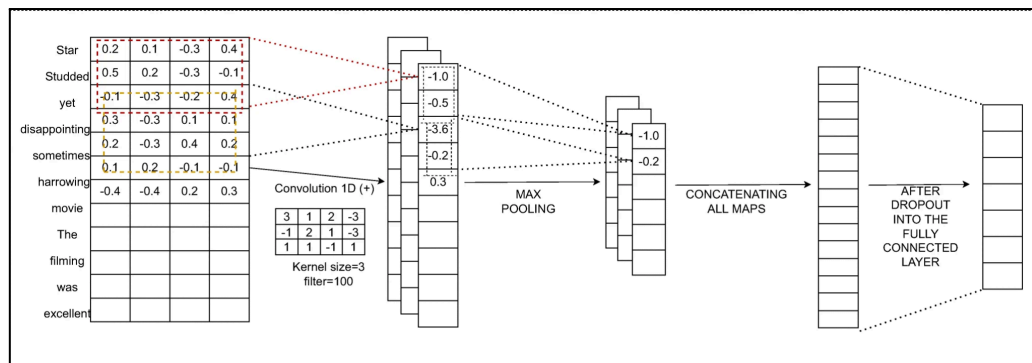 Star 0.2 0.1 -0.3 0.4
Studded 0.5 0.2 -0.3 -0.1
yet -0.1 -0.3 -0.2 0.4
disappointing 0.3 -0.3 0.1 0.1
sometimes 0.2 -0.3 0.4 0.2
harrowing 0.1 0.2 -0.1 -0.1
movie -0.4 -0.4 0.2 0.3
The
filming
was
excellent
Convolution 1D (+)
3 1 2 -3
-1 2 1 -3
1 1 -1 1
Kernel size=3
filter=100
-1.0
-0.5
-3.6
-0.2
0.3
MAX
POOLING
-1.0
-0.2
CONCATENATING
ALL MAPS
AFTER
DROPOUT
INTO THE
FULLY
CONNECTED
LAYER